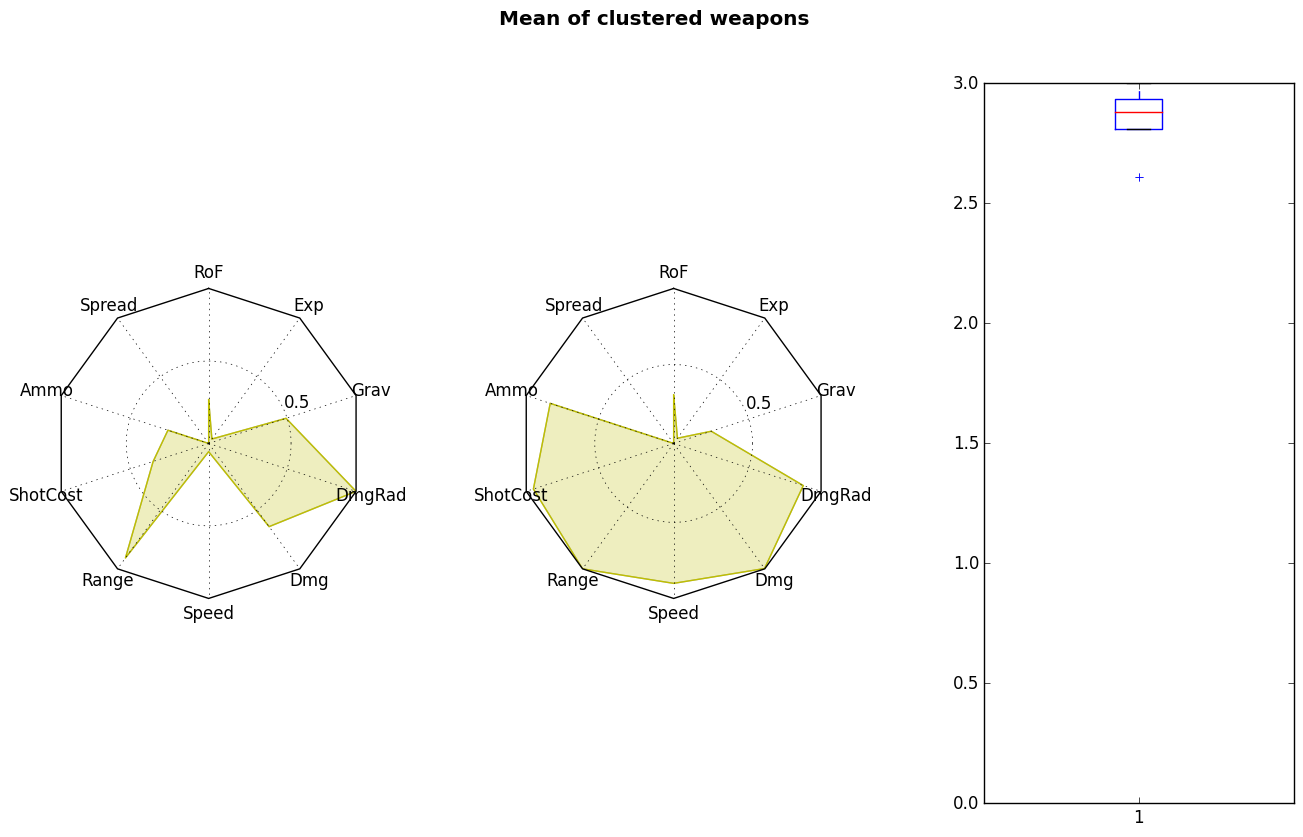 Mean of clustered weapons
RoF
Exp
Grav
DmgRad
Dmg
Speed
Range
ShotCost
Ammo
Spread
0.5
RoF
Exp
Grav
DmgRad
Dmg
Speed
Range
ShotCost
Ammo
Spread
0.5
3.0
2.5
2.0
1.5
1.0
0.5
0.0
1